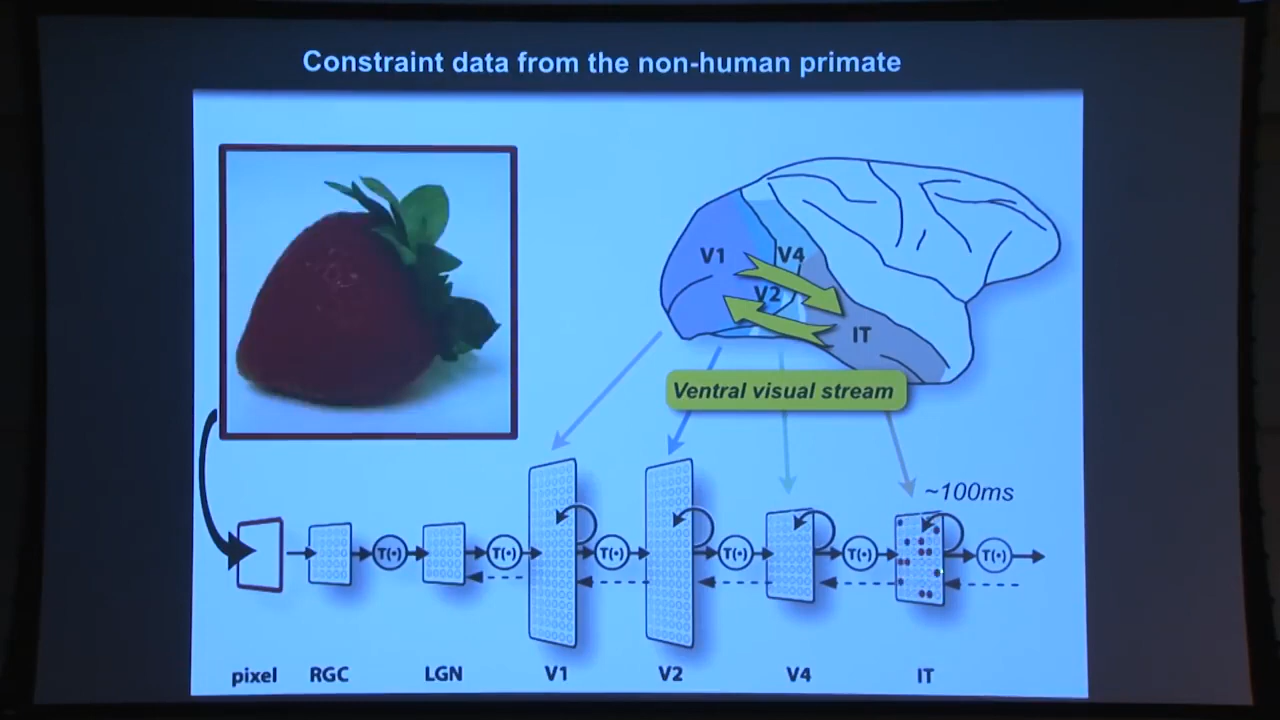 Constraint data from the non-human primate
V1
V4
V2
IT
Ventral visual stream
~100ms
T(•) T(•) T(•) T(•) T(•) T(•)
pixel RGC LGN V1 V2 V4 IT